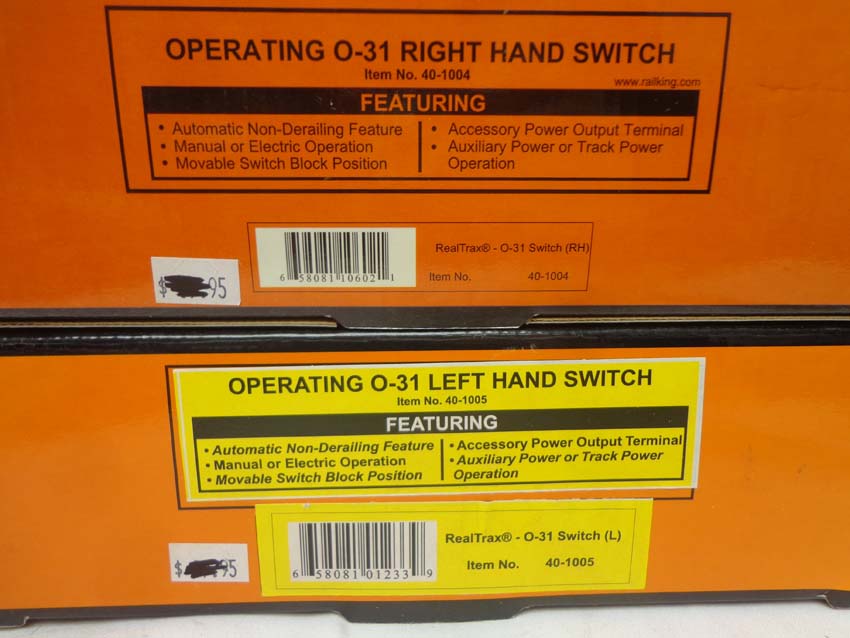 OPERATING O-31 RIGHT HAND SWITCH
Item No. 40-1004
www.railking.com
FEATURING
• Automatic Non-Derailing Feature
• Manual or Electric Operation
• Movable Switch Block Position
• Accessory Power Output Terminal
• Auxiliary Power or Track Power
Operation
RealTrax® - O-31 Switch (RH)
Item No. 40-1004
6 58081 10602 1
$ 95
OPERATING O-31 LEFT HAND SWITCH
Item No. 40-1005
FEATURING
• Automatic Non-Derailing Feature
• Manual or Electric Operation
• Movable Switch Block Position
• Accessory Power Output Terminal
• Auxiliary Power or Track Power
Operation
RealTrax® - O-31 Switch (L)
Item No. 40-1005
6 58081 01233 9
$ 95